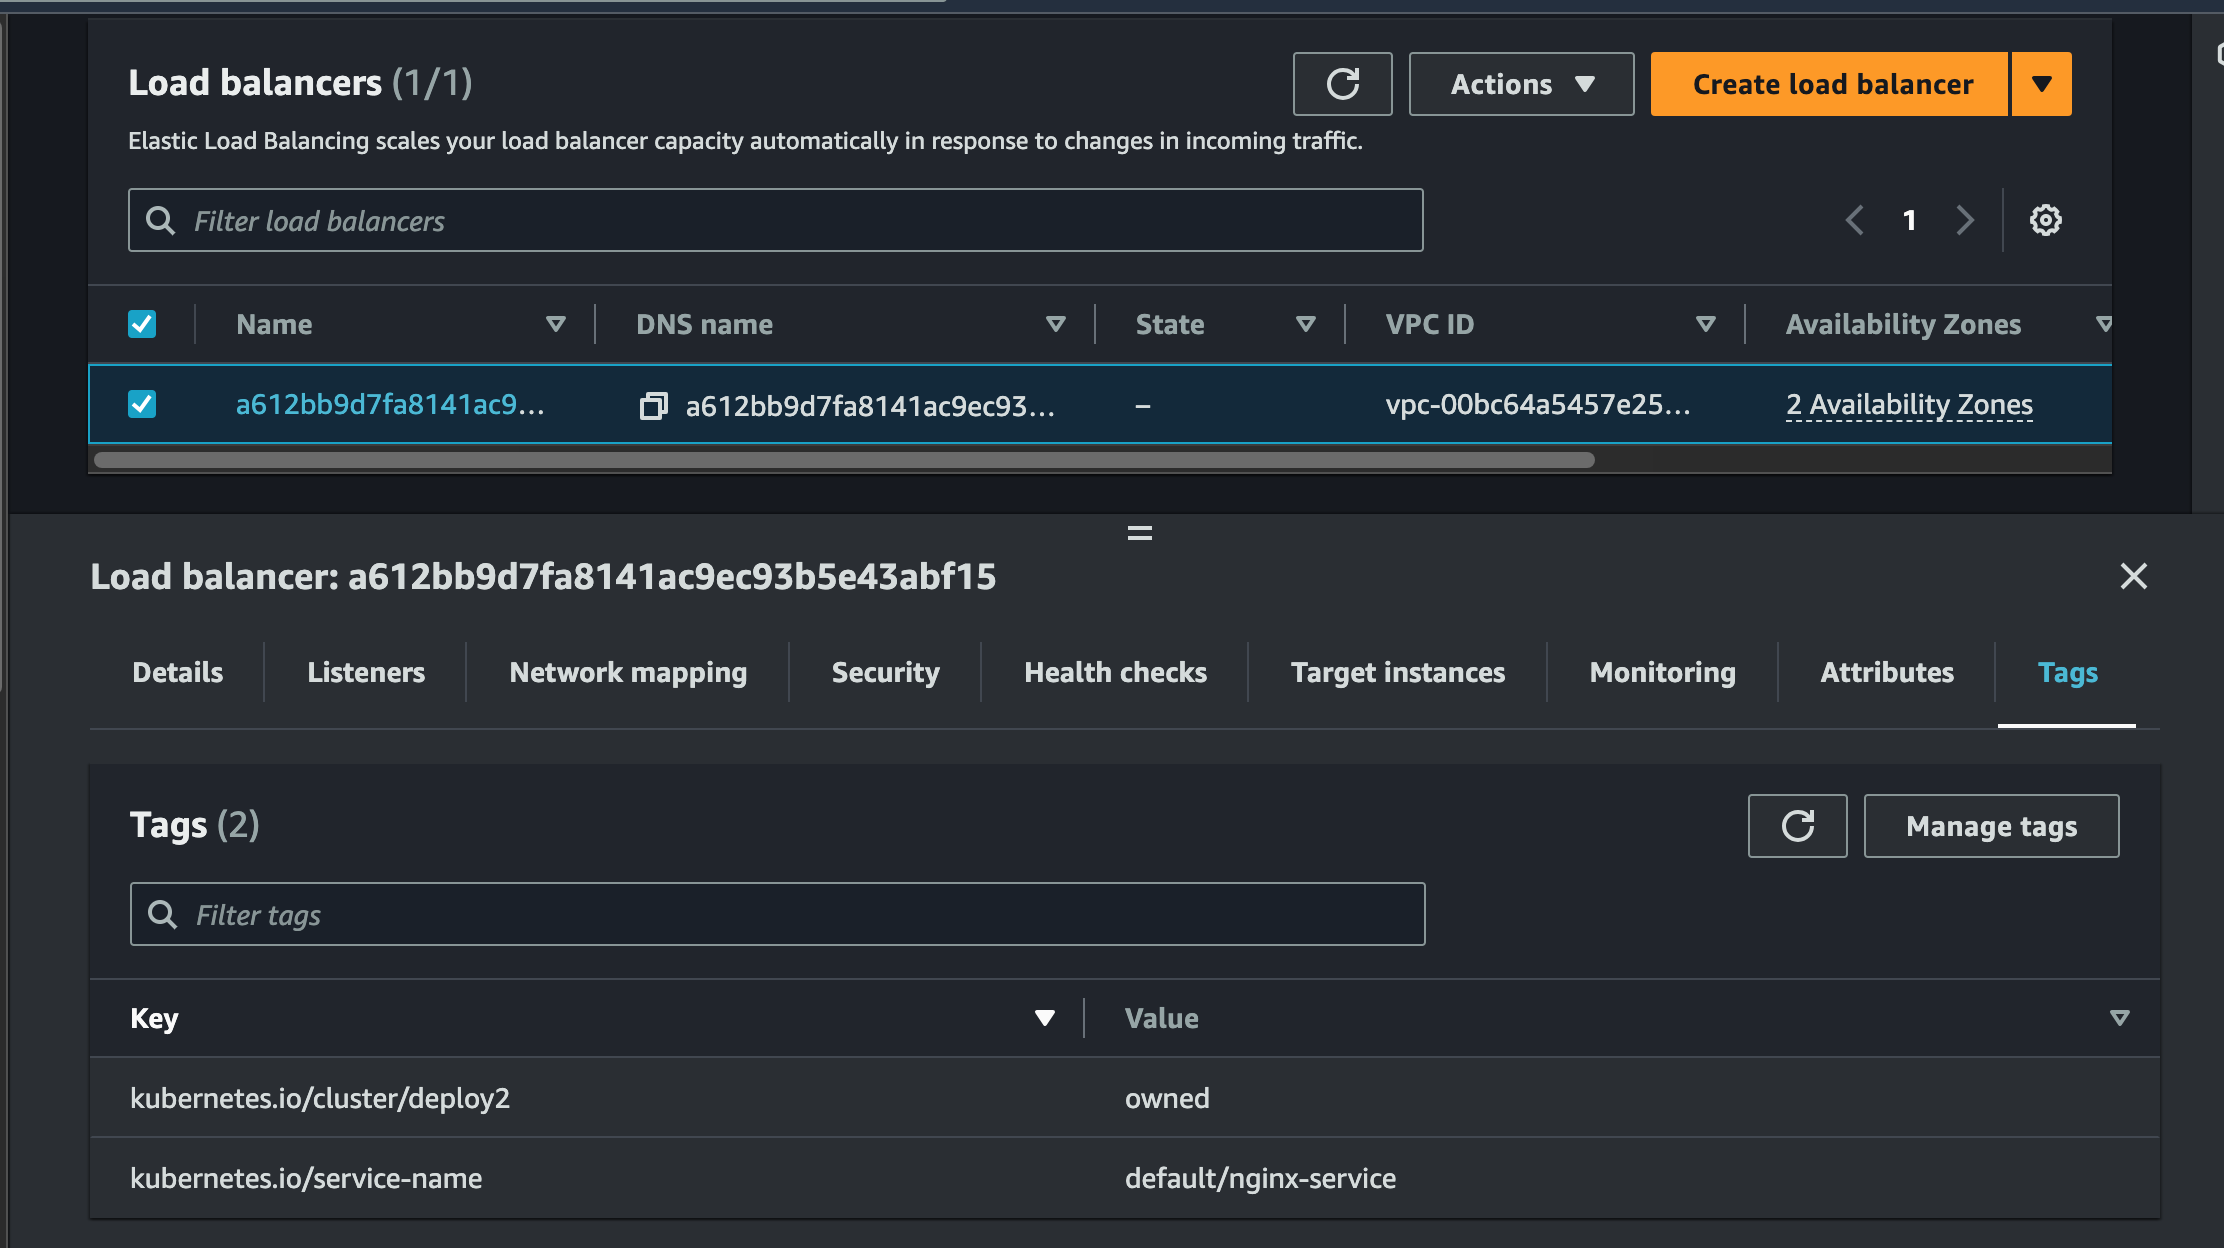 Load balancers (1/1)
Actions
Create load balancer
Elastic Load Balancing scales your load balancer capacity automatically in response to changes in incoming traffic.
Filter load balancers
1
Name
DNS name
State
VPC ID
Availability Zones
a612bb9d7fa8141ac9...
a612bb9d7fa8141ac9ec93...
–
vpc-00bc64a5457e25...
2 Availability Zones
Load balancer: a612bb9d7fa8141ac9ec93b5e43abf15
Details
Listeners
Network mapping
Security
Health checks
Target instances
Monitoring
Attributes
Tags
Tags (2)
Manage tags
Filter tags
Key
Value
kubernetes.io/cluster/deploy2
owned
kubernetes.io/service-name
default/nginx-service